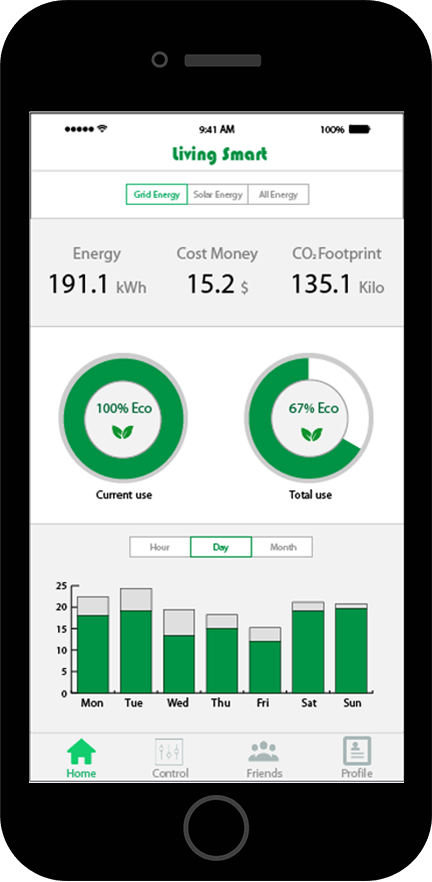 9:41 AM 100%
Living Smart
Grid Energy Solar Energy All Energy
Energy Cost Money CO₂ Footprint
191.1 kWh 15.2 $ 135.1 Kilo
100% Eco 67% Eco
Current use Total use
Hour Day Month
25
20
15
10
5
0
Mon Tue Wed Thu Fri Sat Sun
Home Control Friends Profile